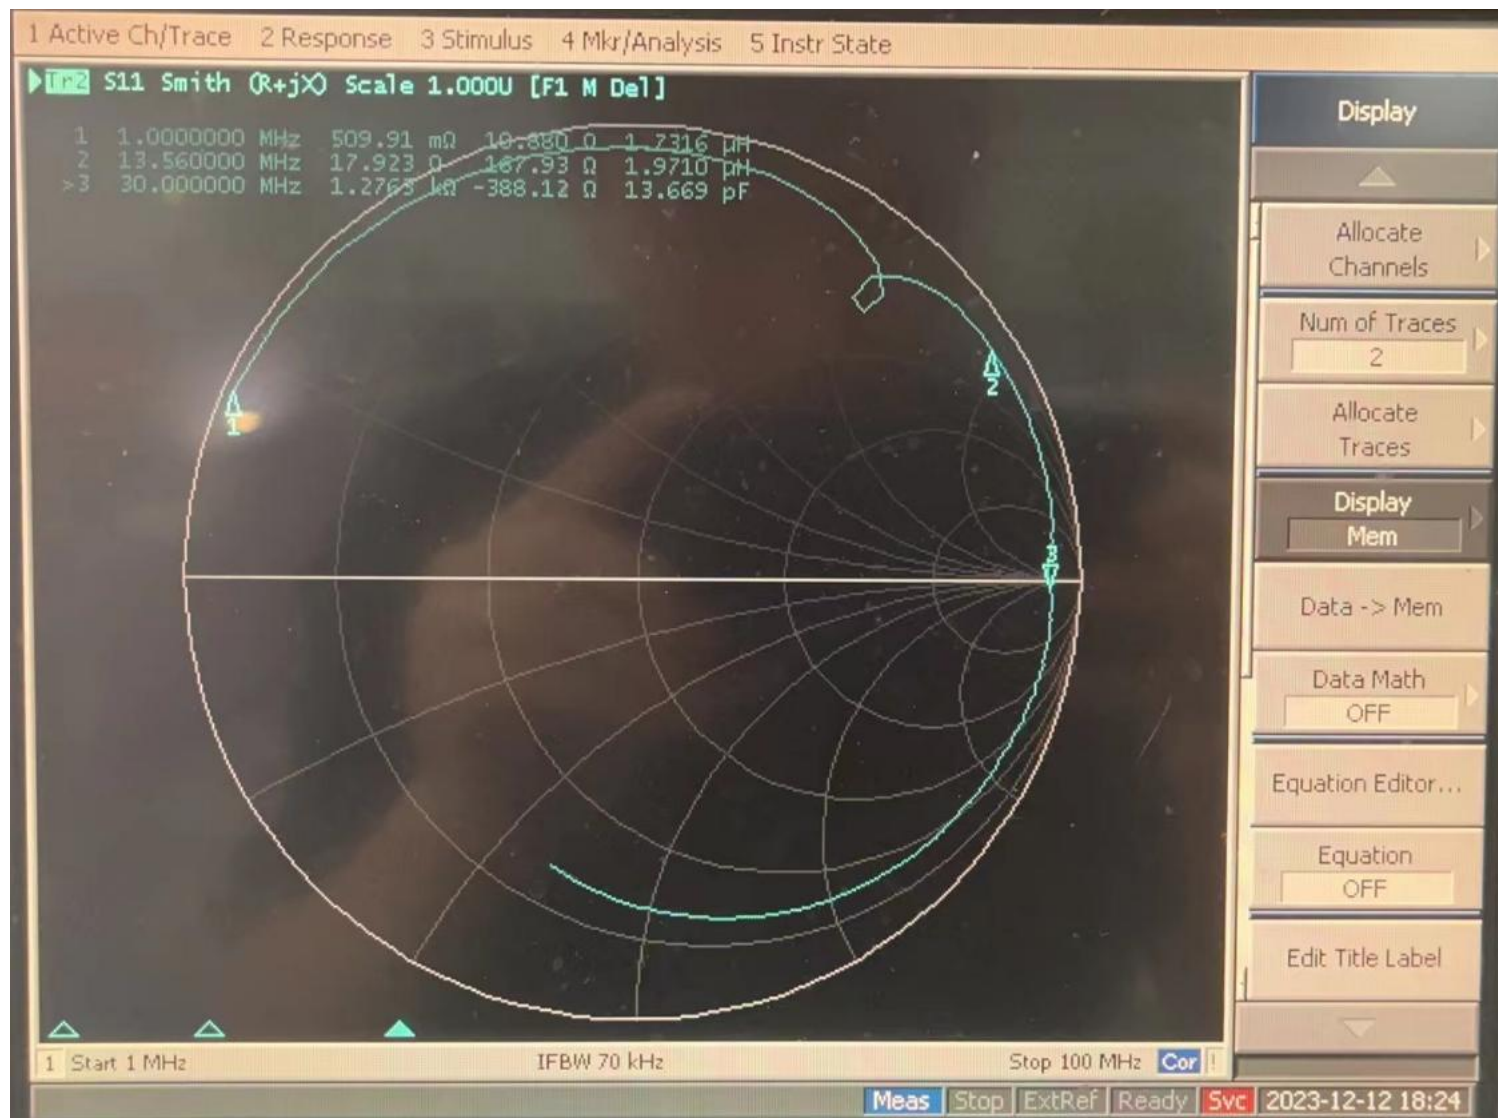 1 Active Ch/Trace 2 Response 3 Stimulus 4 Mkr/Analysis 5 Instr State
Tr2 S11 Smith (R+jX) Scale 1.000U [F1 M Del]
1 1.0000000 MHz 509.91 mΩ 10.880 Ω 1.7316 μH
2 13.560000 MHz 17.923 Ω 167.93 Ω 1.9710 μH
>3 30.000000 MHz 1.2763 kΩ -388.12 Ω 13.669 pF
1
2
3
Display
Allocate
Channels
Num of Traces
2
Allocate
Traces
Display
Mem
Data -> Mem
Data Math
OFF
Equation Editor...
Equation
OFF
Edit Title Label
1 Start 1 MHz IFBW 70 kHz Stop 100 MHz Cor !
Meas Stop ExtRef Ready Svc 2023-12-12 18:24